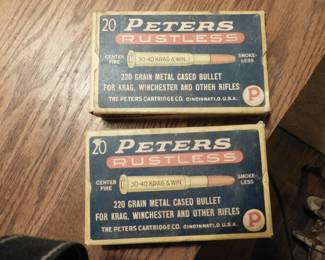 20 PETERS
RUSTLESS
CENTER FIRE
30-40 KRAG & WIN.
SMOKE-LESS
220 GRAIN METAL CASED BULLET
FOR KRAG, WINCHESTER AND OTHER RIFLES
THE PETERS CARTRIDGE CO. CINCINNATI, O. U.S.A.
P
20 PETERS
RUSTLESS
CENTER FIRE
30-40 KRAG & WIN.
SMOKE-LESS
220 GRAIN METAL CASED BULLET
FOR KRAG, WINCHESTER AND OTHER RIFLES
THE PETERS CARTRIDGE CO. CINCINNATI, O. U.S.A.
P